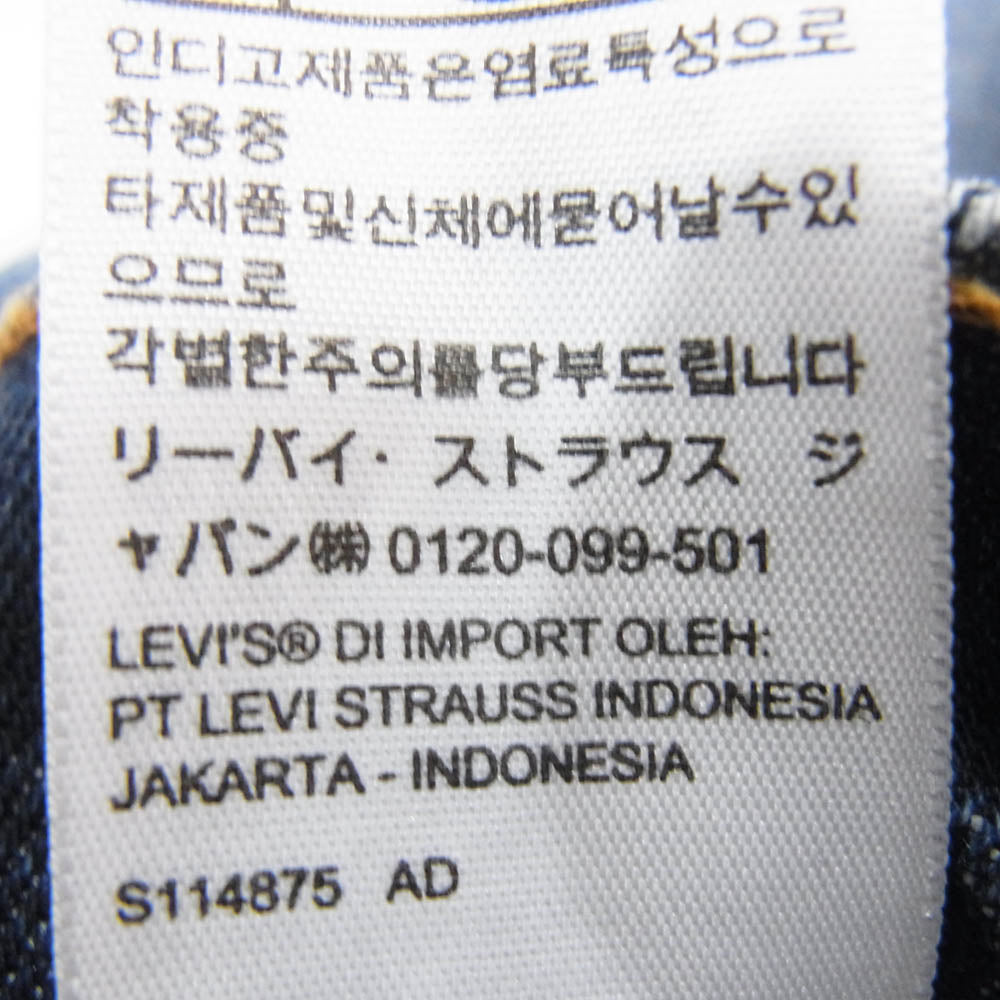 인디고제품은염료특성으로
착용중
타제품및신체에묻어날수있
으므로
각별한주의를당부드립니다
リーバイ・ ストラウス ジ
ャパン㈱ 0120-099-501
LEVI'S® DI IMPORT OLEH:
PT LEVI STRAUSS INDONESIA
JAKARTA - INDONESIA
S114875 AD